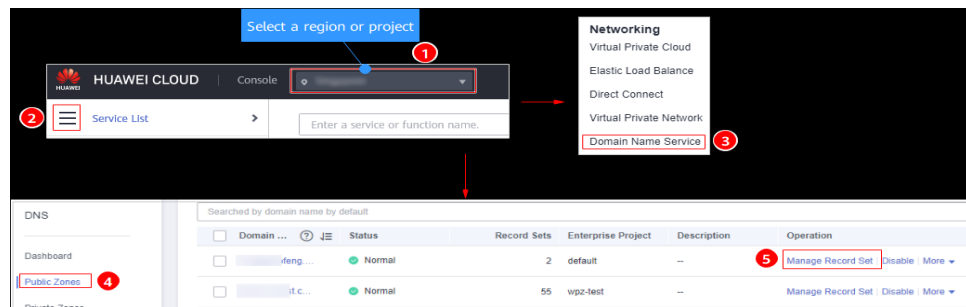 Select a region or project
1
Networking
Virtual Private Cloud
Elastic Load Balance
Direct Connect
Virtual Private Network
Domain Name Service
3
HUAWEI
HUAWEI CLOUD | Console
2
Service List >
Enter a service or function name.
DNS
Searched by domain name by default
Domain ... ? Status Record Sets Enterprise Project Description Operation
Dashboard
Normal 2 default -- 5 Manage Record Set | Disable | More
Public Zones 4
Normal 55 wpz-test -- Manage Record Set | Disable | More